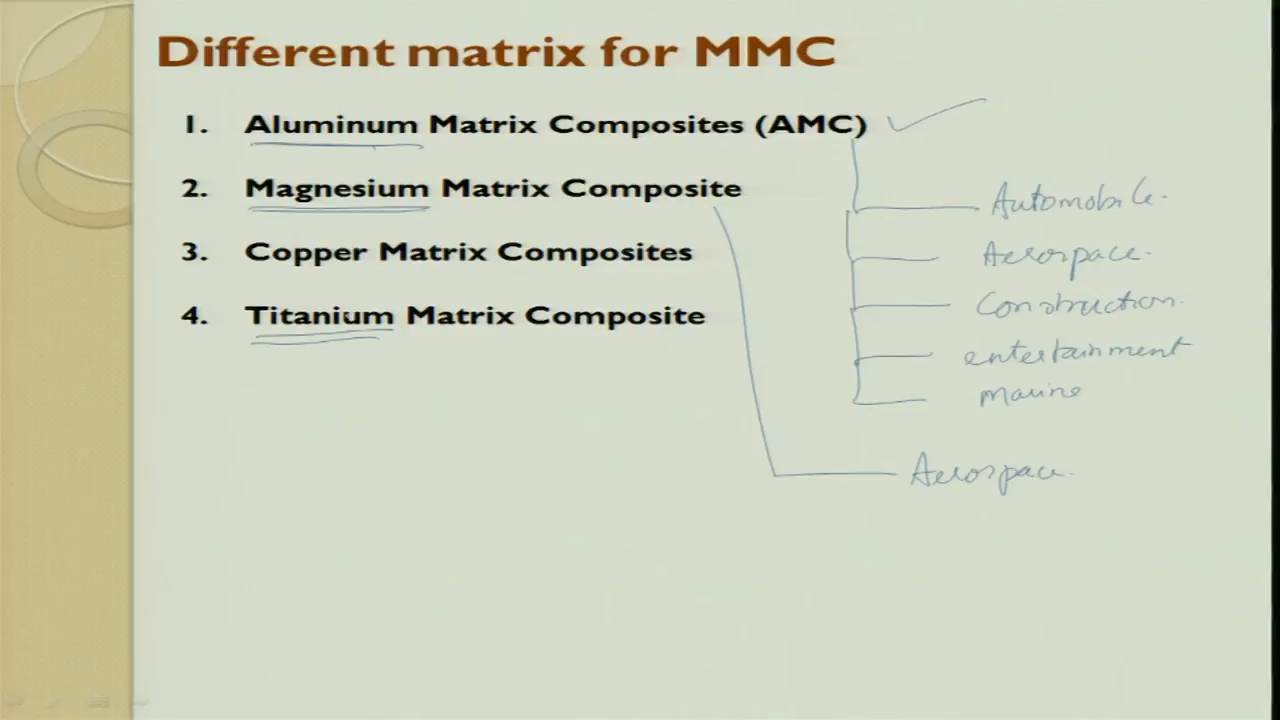 Different matrix for MMC
1. Aluminum Matrix Composites (AMC)
2. Magnesium Matrix Composite
3. Copper Matrix Composites
4. Titanium Matrix Composite
Automobile.
Aerospace.
Construction.
entertainment
marine
Aerospace.